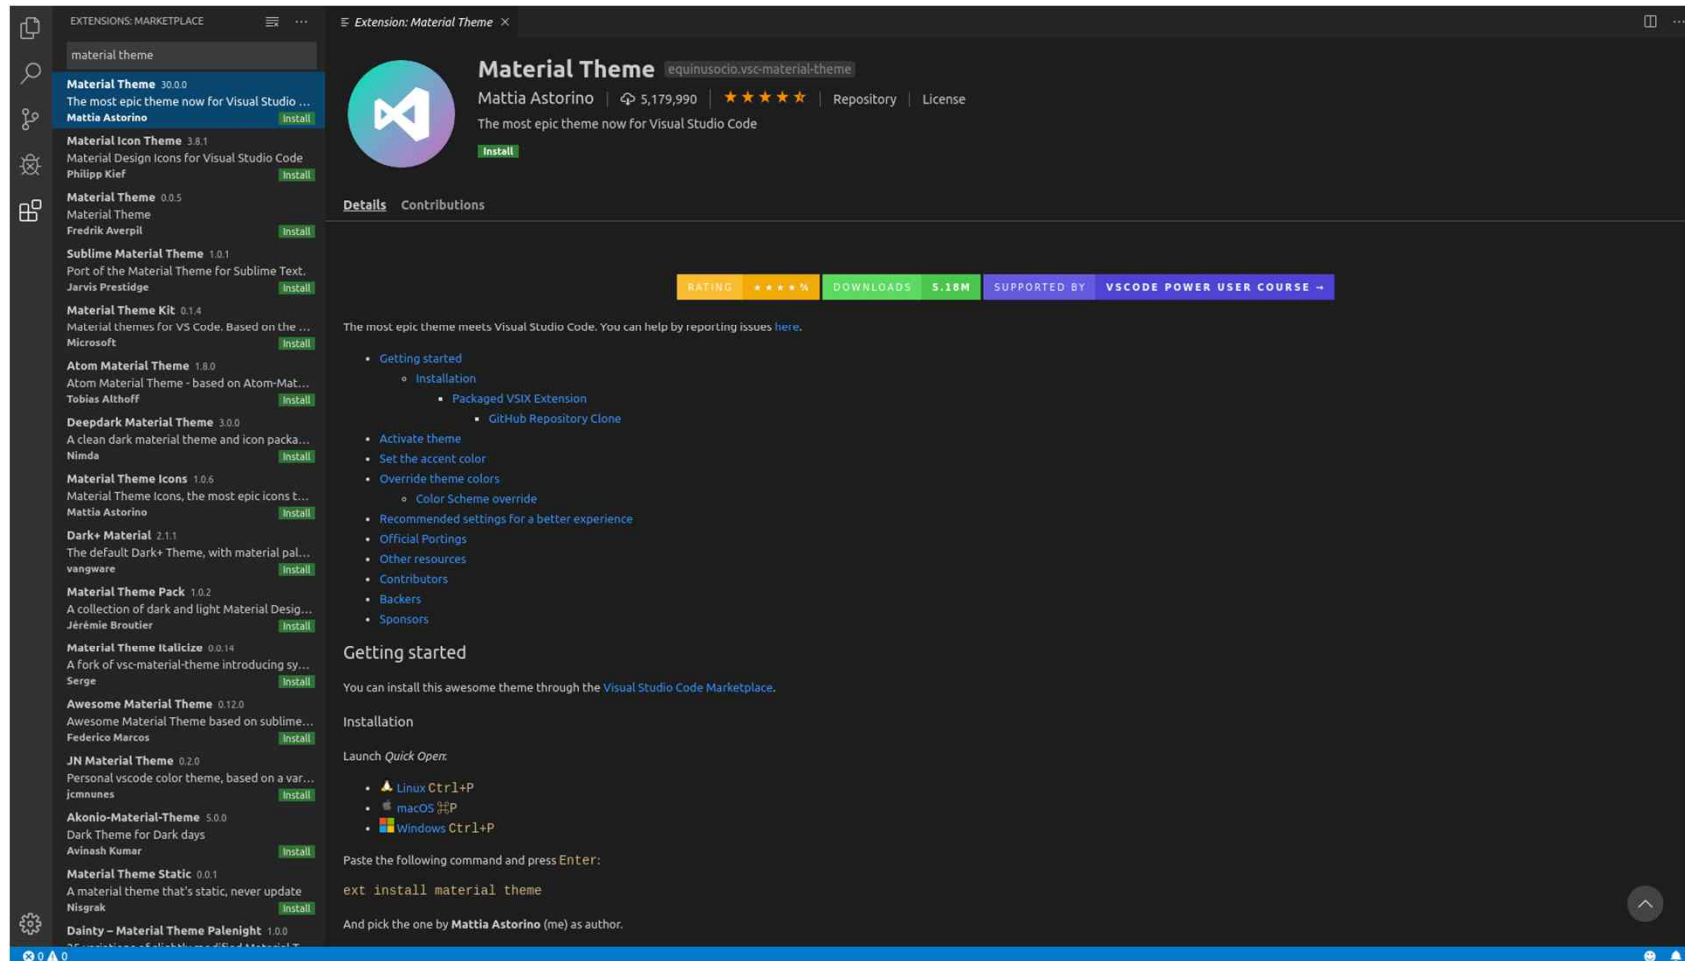 EXTENSIONS: MARKETPLACE
material theme
Material Theme 30.0.0
The most epic theme now for Visual Studio ...
Mattia Astorino Install
Material Icon Theme 3.8.1
Material Design Icons for Visual Studio Code
Philipp Kief Install
Material Theme 0.0.5
Material Theme
Fredrik Averpil Install
Sublime Material Theme 1.0.1
Port of the Material Theme for Sublime Text.
Jarvis Prestidge Install
Material Theme Kit 0.1.4
Material themes for VS Code. Based on the ...
Microsoft Install
Atom Material Theme 1.8.0
Atom Material Theme - based on Atom-Mat...
Tobias Althoff Install
Deepdark Material Theme 3.0.0
A clean dark material theme and icon packa...
Nimda Install
Material Theme Icons 1.0.6
Material Theme Icons, the most epic icons t...
Mattia Astorino Install
Dark+ Material 2.1.1
The default Dark+ Theme, with material pal...
vangware Install
Material Theme Pack 1.0.2
A collection of dark and light Material Desig...
Jérémie Broutier Install
Material Theme Italicize 0.0.14
A fork of vsc-material-theme introducing sy...
Serge Install
Awesome Material Theme 0.12.0
Awesome Material Theme based on sublime...
Federico Marcos Install
JN Material Theme 0.2.0
Personal vscode color theme, based on a var...
jcmnunes Install
Akonio-Material-Theme 5.0.0
Dark Theme for Dark days
Avinash Kumar Install
Material Theme Static 0.0.1
A material theme that's static, never update
Nisgrak Install
Dainty – Material Theme Palenight 1.0.0
Extension: Material Theme ×
Material Theme equinusocio.vsc-material-theme
Mattia Astorino | 5,179,990 | ★★★★ | Repository | License
The most epic theme now for Visual Studio Code
Install
Details Contributions
RATING ★★★★½ DOWNLOADS 5.18M SUPPORTED BY VSCODE POWER USER COURSE →
The most epic theme meets Visual Studio Code. You can help by reporting issues here.
Getting started
Installation
Packaged VSIX Extension
GitHub Repository Clone
Activate theme
Set the accent color
Override theme colors
Color Scheme override
Recommended settings for a better experience
Official Portings
Other resources
Contributors
Backers
Sponsors
Getting started
You can install this awesome theme through the Visual Studio Code Marketplace.
Installation
Launch Quick Open:
Linux Ctrl+P
macOS ⌘P
Windows Ctrl+P
Paste the following command and press Enter:
ext install material theme
And pick the one by Mattia Astorino (me) as author.
0 0